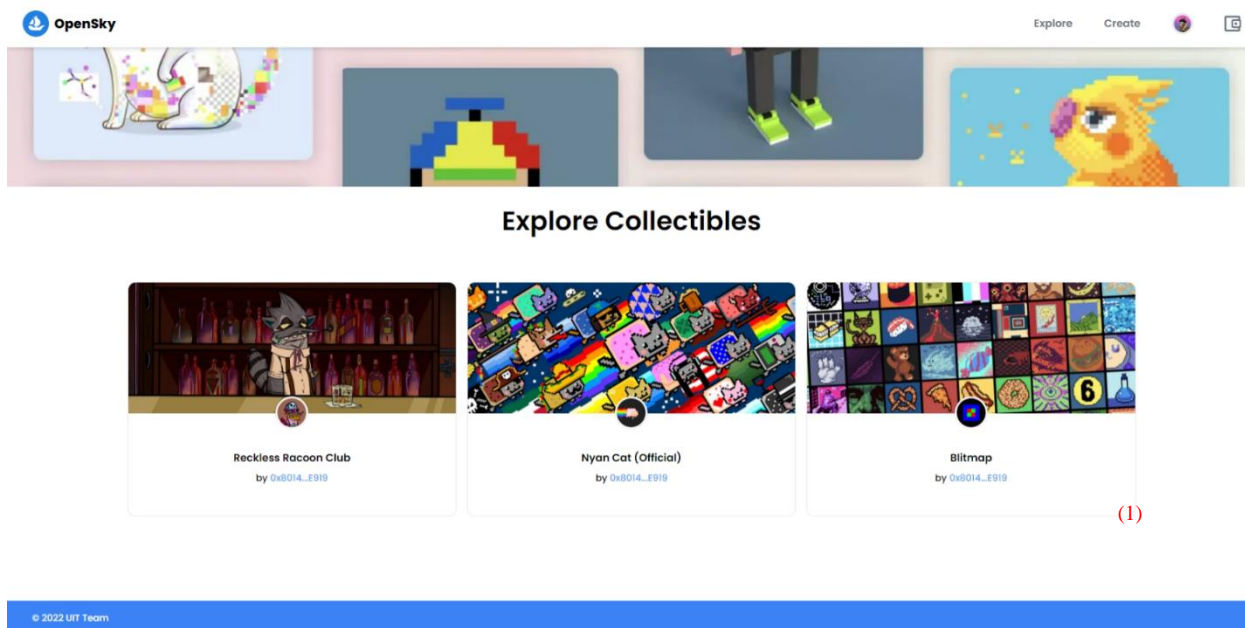 OpenSky
Explore Create
Explore Collectibles
Reckless Racoon Club
by 0x8014...E919
Nyan Cat (Official)
by 0x8014...E919
6
Blitmap
by 0x8014...E919
(1)
© 2022 UIT Team